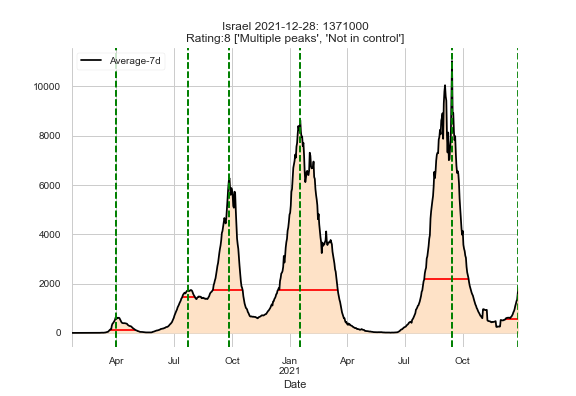 Israel 2021-12-28: 1371000
Rating:8 ['Multiple peaks', 'Not in control']
Average-7d
10000
8000
6000
4000
2000
0
Apr Jul Oct Jan Apr Jul Oct
2021
Date